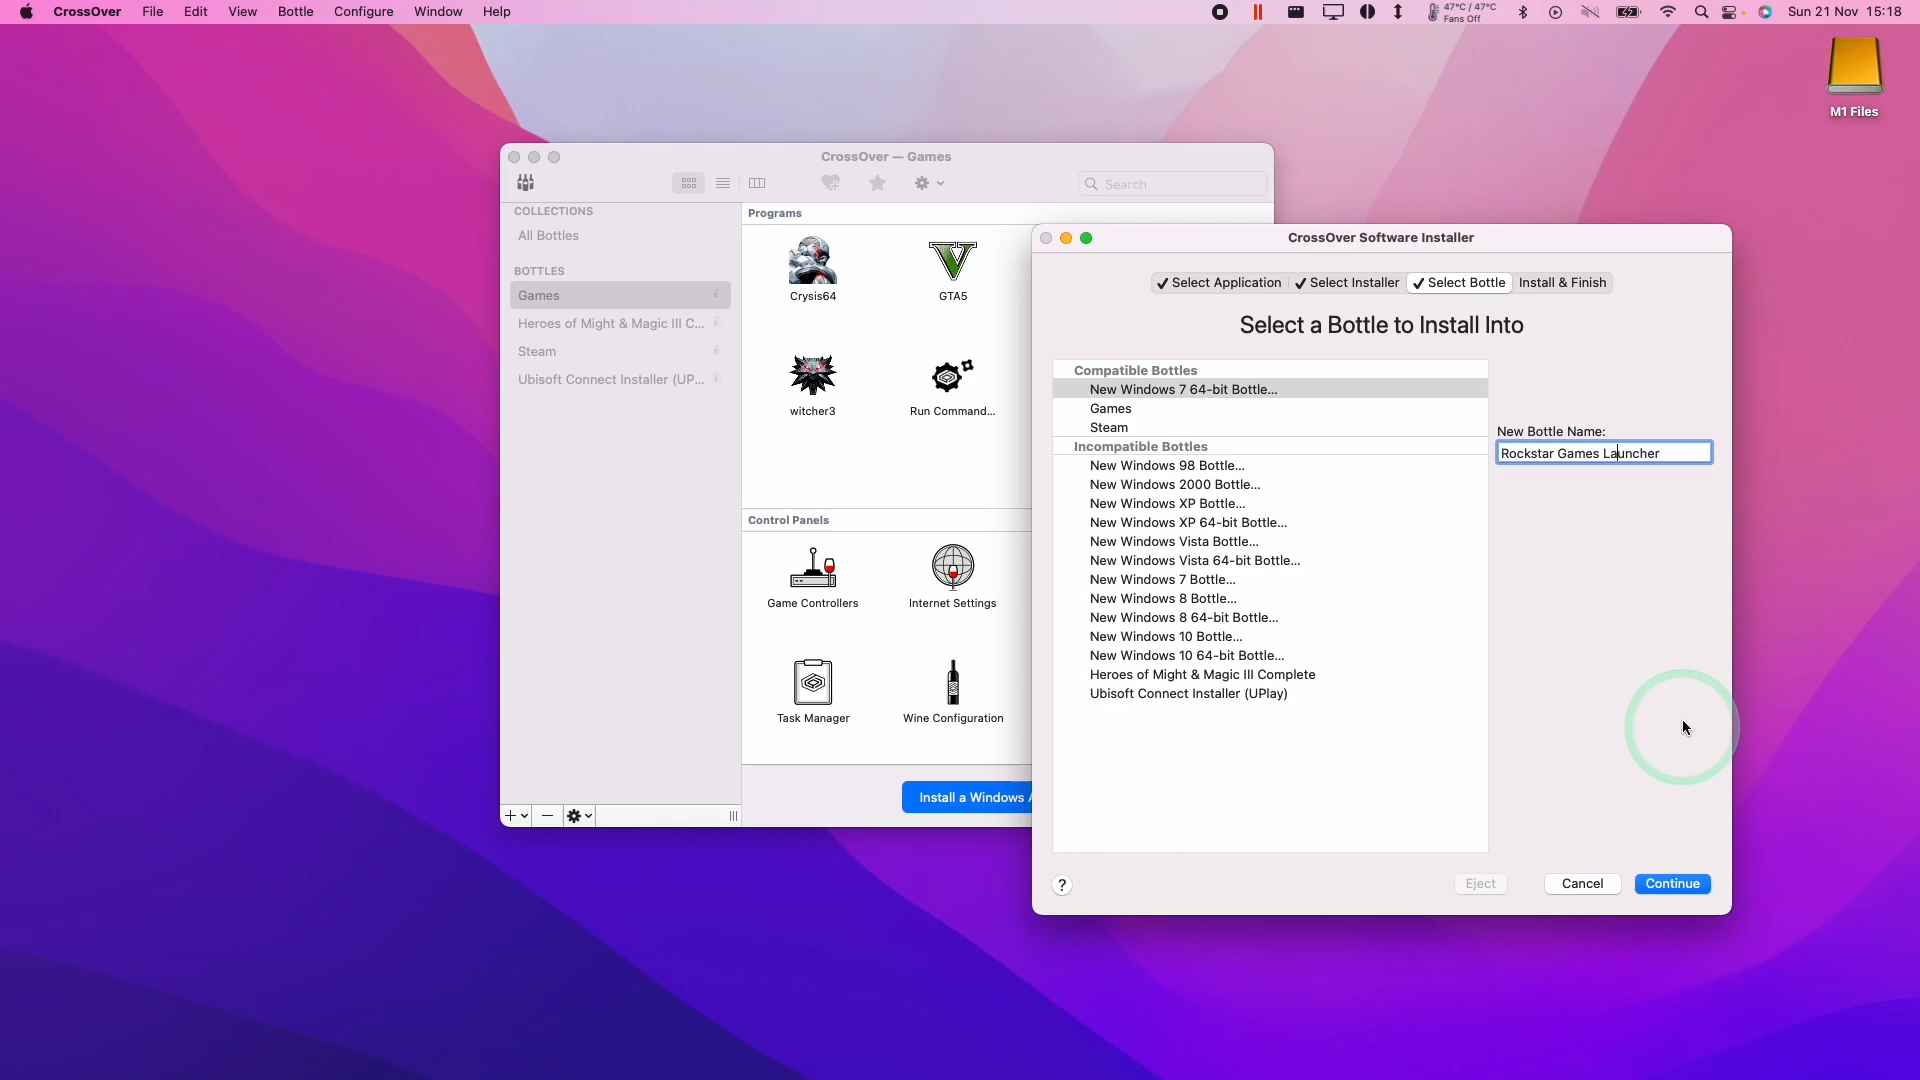 CrossOver File Edit View Bottle Configure Window Help
47°C / 47°C
Fans Off
Sun 21 Nov 15:18
M1 Files
CrossOver — Games
Search
COLLECTIONS
All Bottles
BOTTLES
Games
Heroes of Might & Magic III C...
Steam
Ubisoft Connect Installer (UP...
Programs
Crysis64
GTA5
witcher3
Run Command...
Control Panels
Game Controllers
Internet Settings
Task Manager
Wine Configuration
Install a Windows A
CrossOver Software Installer
✓ Select Application ✓ Select Installer ✓ Select Bottle Install & Finish
Select a Bottle to Install Into
Compatible Bottles
New Windows 7 64-bit Bottle...
Games
Steam
Incompatible Bottles
New Windows 98 Bottle...
New Windows 2000 Bottle...
New Windows XP Bottle...
New Windows XP 64-bit Bottle...
New Windows Vista Bottle...
New Windows Vista 64-bit Bottle...
New Windows 7 Bottle...
New Windows 8 Bottle...
New Windows 8 64-bit Bottle...
New Windows 10 Bottle...
New Windows 10 64-bit Bottle...
Heroes of Might & Magic III Complete
Ubisoft Connect Installer (UPlay)
New Bottle Name:
Rockstar Games Launcher
?
Eject
Cancel
Continue